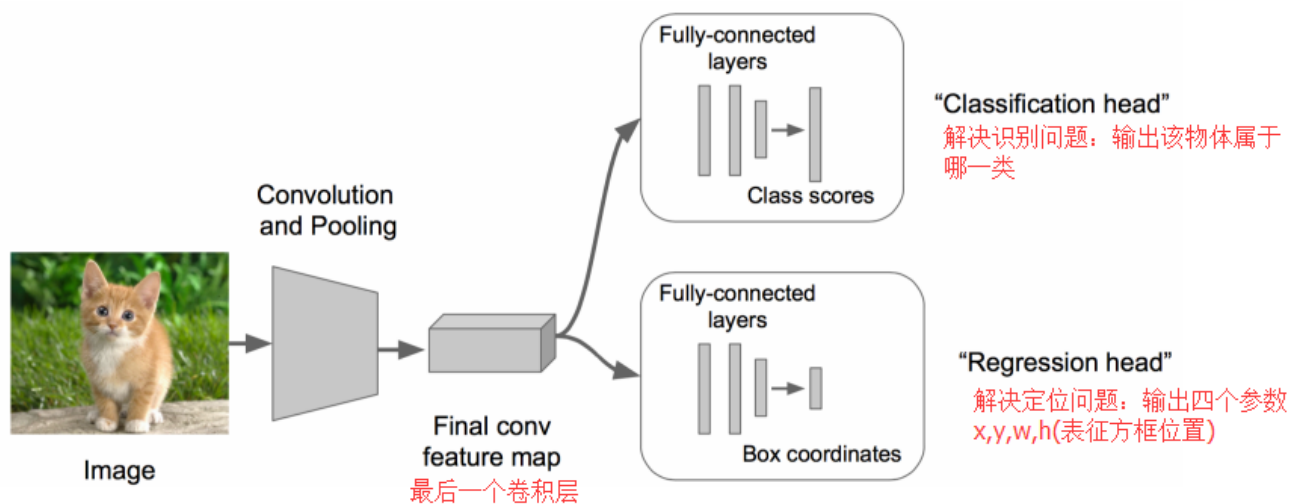 Fully-connected
layers
Class scores
“Classification head”
解决识别问题：输出该物体属于
哪一类
Convolution
and Pooling
Image
Final conv
feature map
最后一个卷积层
Fully-connected
layers
Box coordinates
“Regression head”
解决定位问题：输出四个参数
x,y,w,h(表征方框位置)